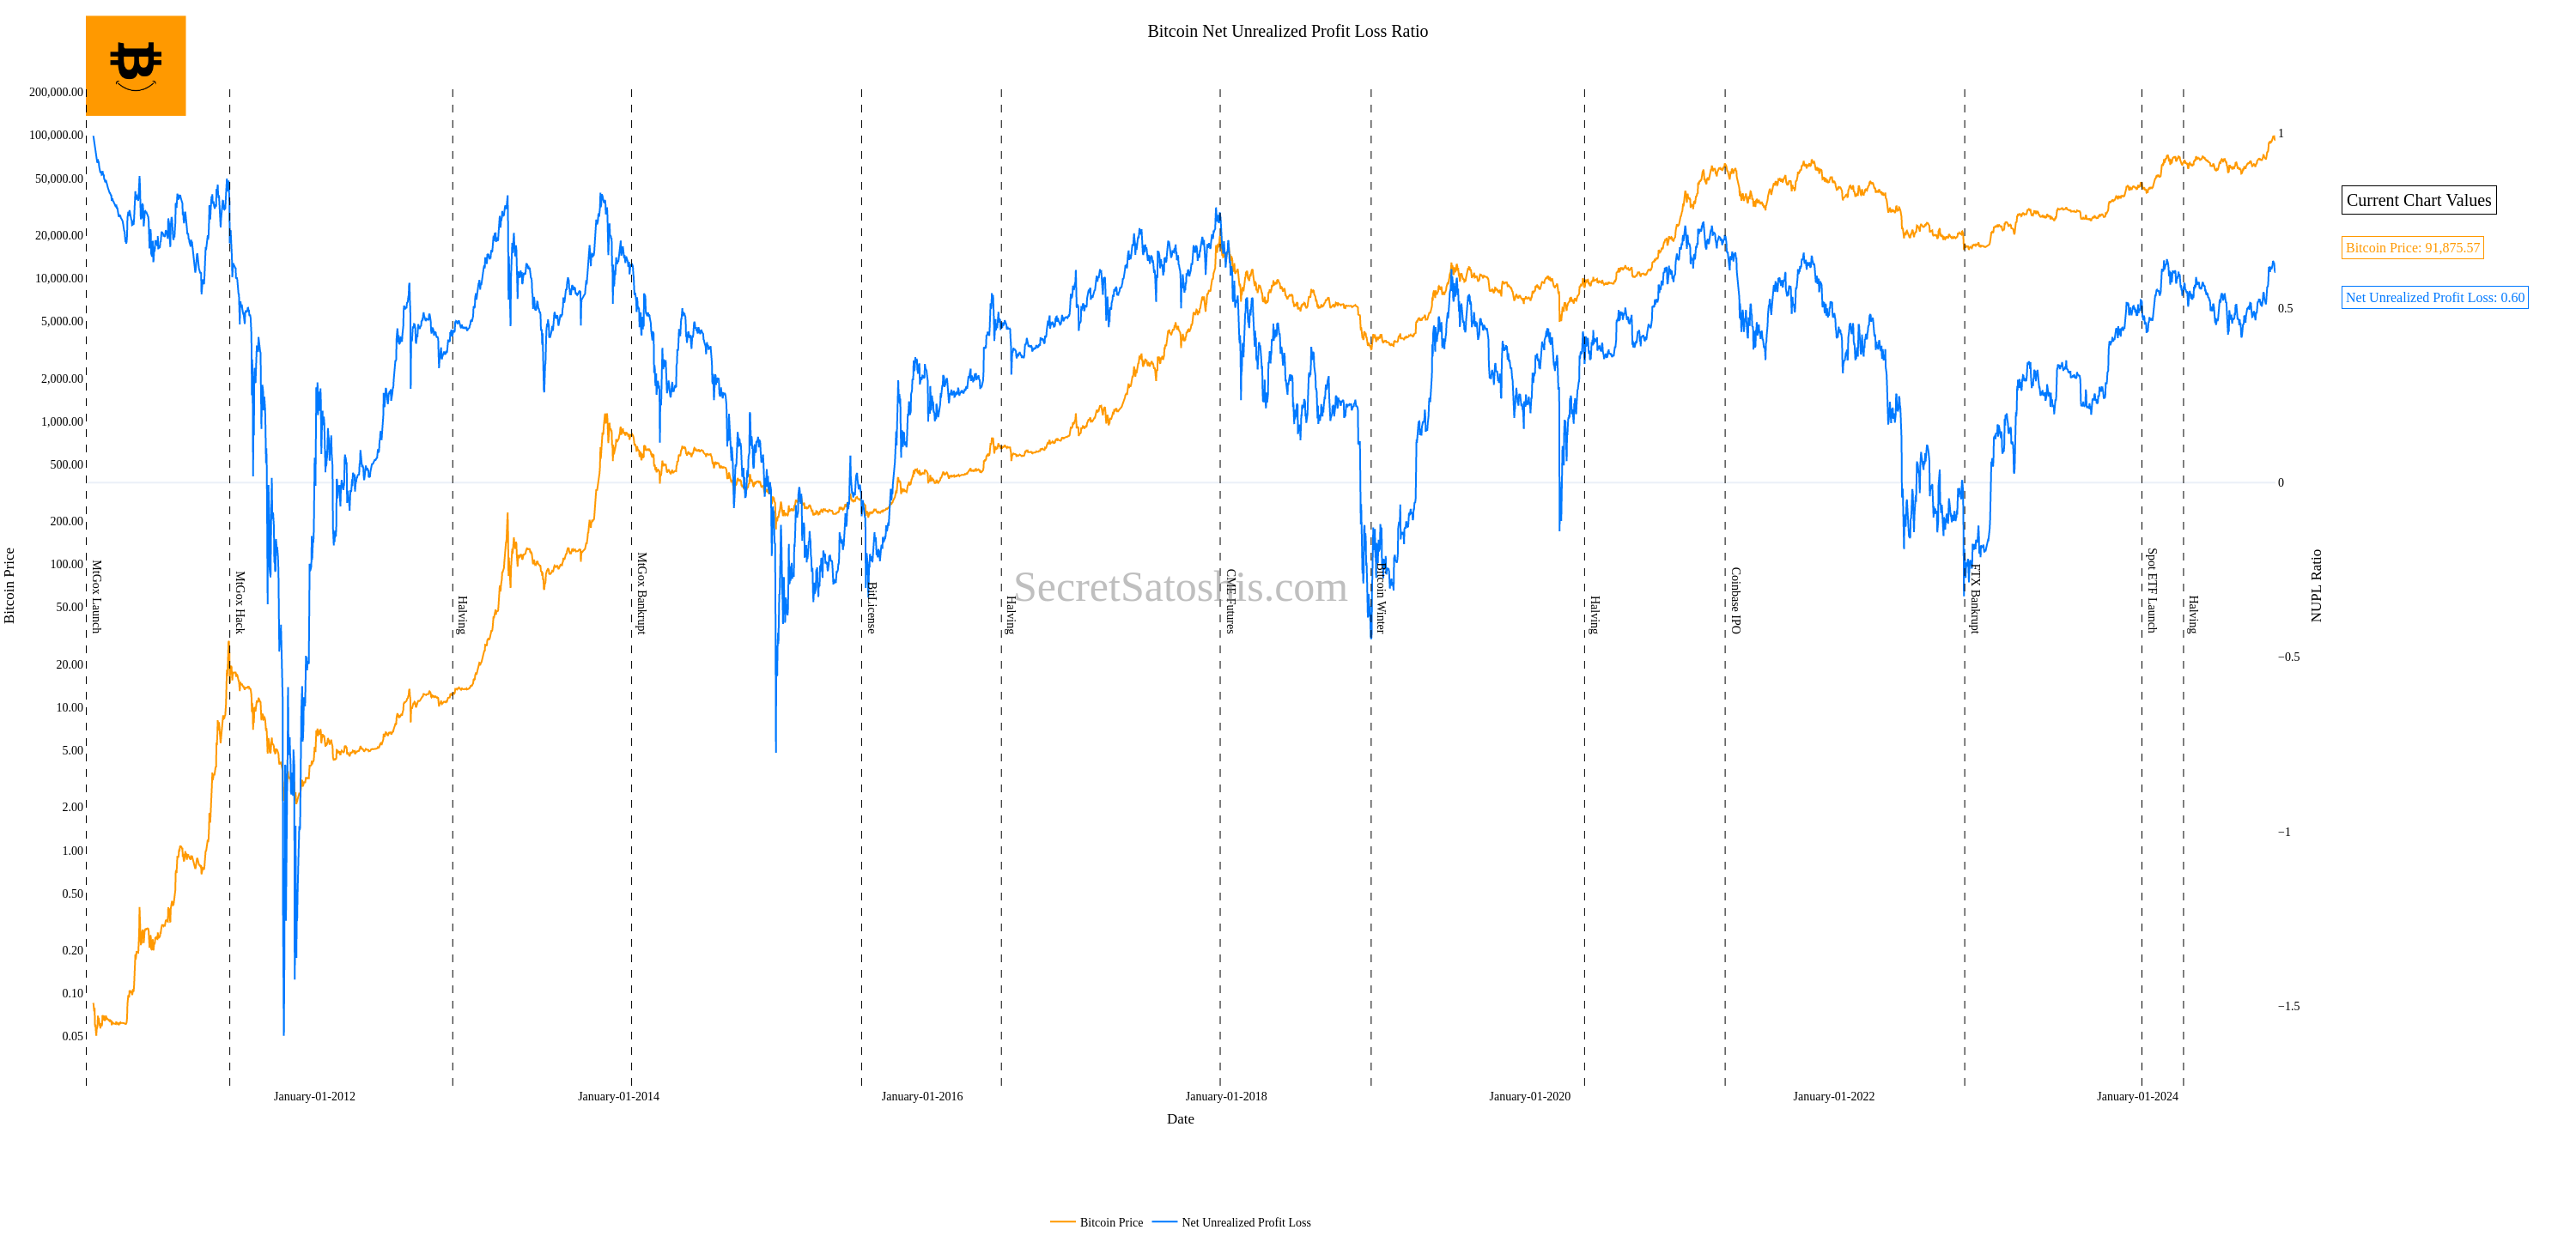 Bitcoin Net Unrealized Profit Loss Ratio
200,000.00
100,000.00
50,000.00
20,000.00
10,000.00
5,000.00
2,000.00
1,000.00
500.00
200.00
100.00
50.00
20.00
10.00
5.00
2.00
1.00
0.50
0.20
0.10
0.05
Bitcoin Price
MtGox Launch
MtGox Hack
Halving
MtGox Bankrupt
BitLicense
Halving
SecretSatoshis.com
CME Futures
Bitcoin Winter
Halving
Coinbase IPO
FTX Bankrupt
Spot ETF Launch
Halving
1
0.5
0
−0.5
−1
−1.5
NUPL Ratio
Current Chart Values
Bitcoin Price: 91,875.57
Net Unrealized Profit Loss: 0.60
January-01-2012
January-01-2014
January-01-2016
January-01-2018
January-01-2020
January-01-2022
January-01-2024
Date
Bitcoin Price
Net Unrealized Profit Loss